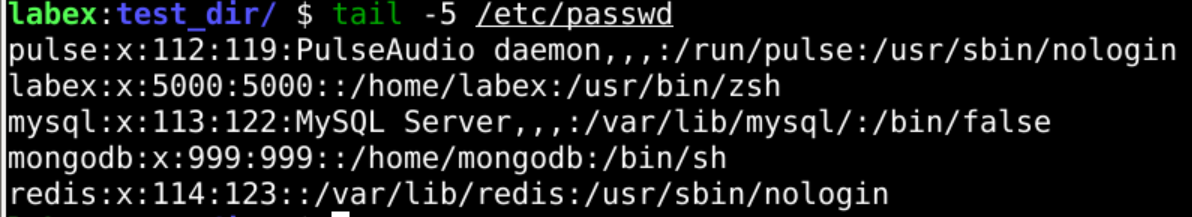 labex:test_dir/ $ tail -5 /etc/passwd
pulse:x:112:119:PulseAudio daemon,,,:/run/pulse:/usr/sbin/nologin
labex:x:5000:5000::/home/labex:/usr/bin/zsh
mysql:x:113:122:MySQL Server,,,:/var/lib/mysql/:/bin/false
mongodb:x:999:999::/home/mongodb:/bin/sh
redis:x:114:123::/var/lib/redis:/usr/sbin/nologin